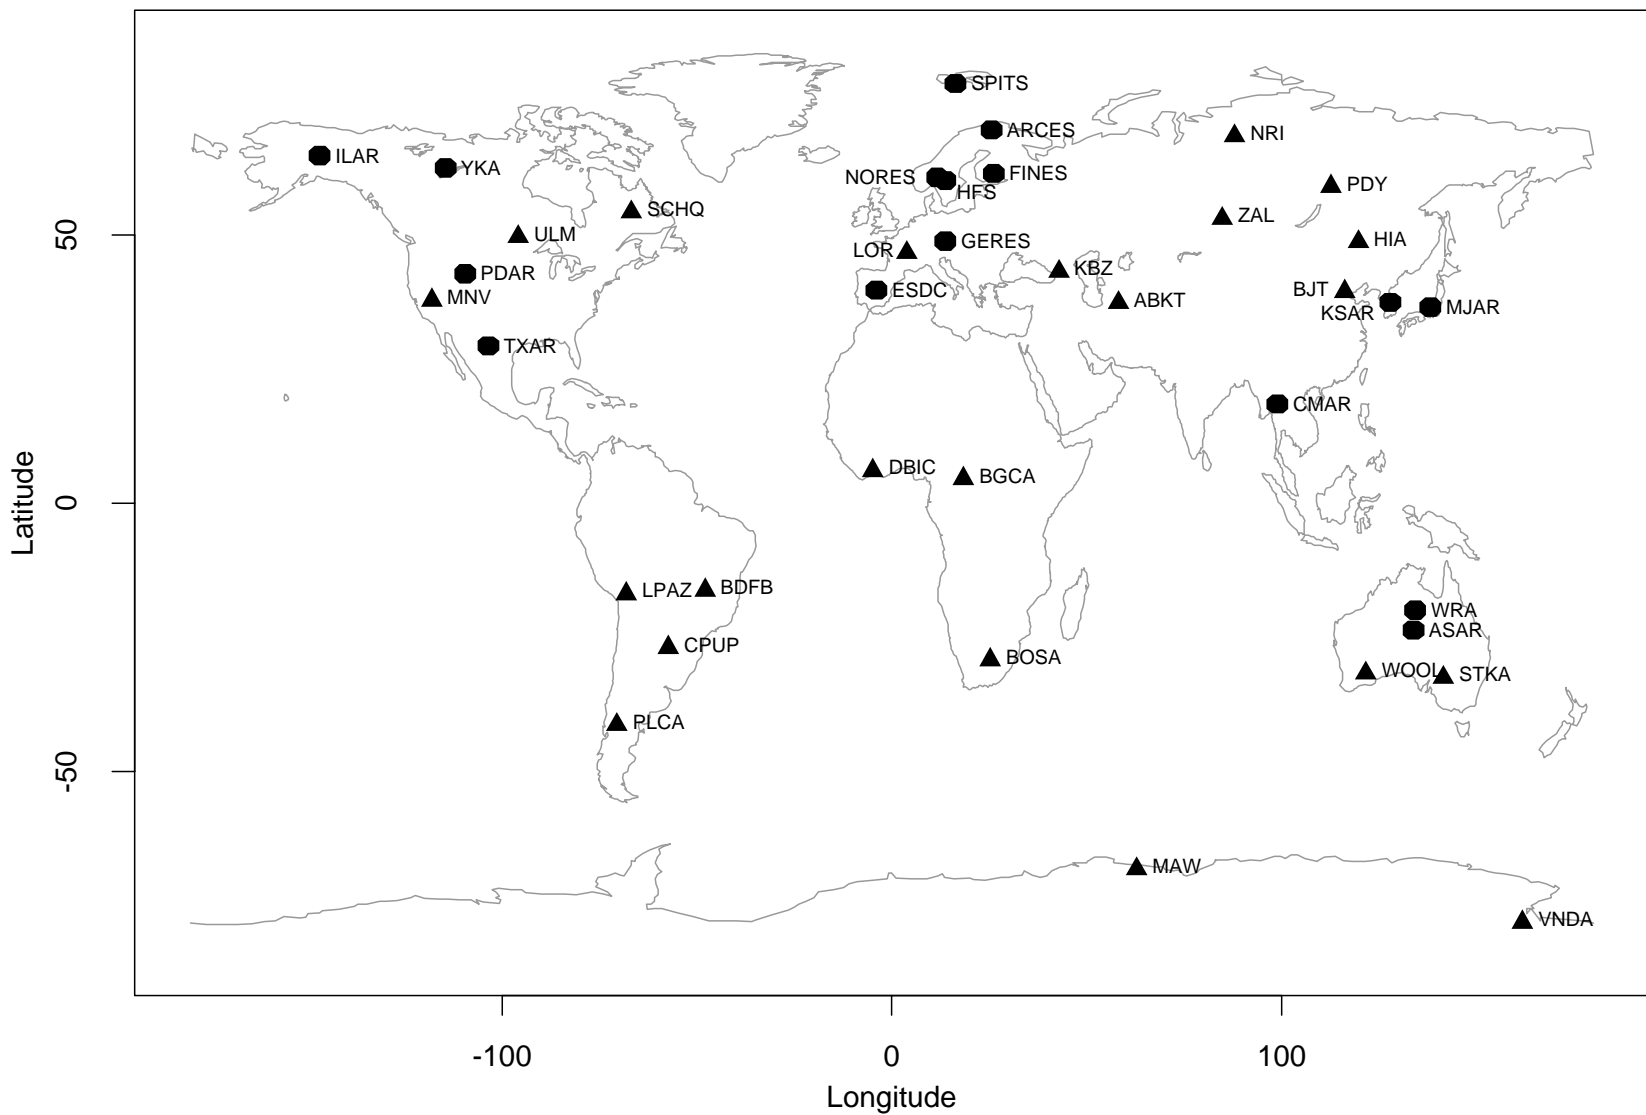 SPITS
ARCES
NRI
ILAR
YKA
NORES
FINES
HFS
PDY
SCHQ
ZAL
ULM
GERES
HIA
LOR
PDAR
KBZ
MNV
ESDC
ABKT
BJT
KSAR
MJAR
TXAR
CMAR
DBIC
BGCA
LPAZ
BDFB
WRA
ASAR
CPUP
BOSA
WOOL
STKA
PLCA
MAW
VNDA
50
0
-50
Latitude
-100
0
100
Longitude